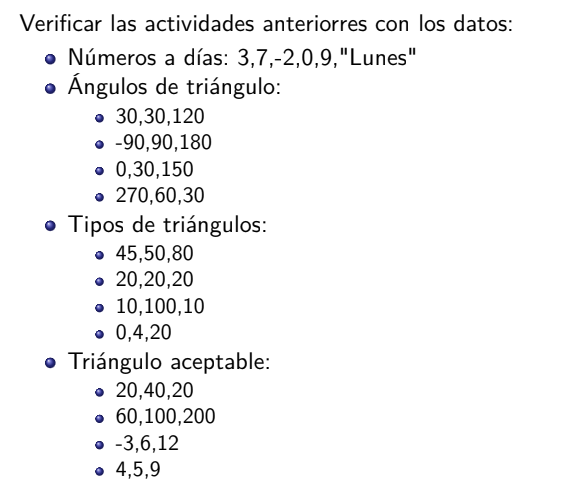 Verificar las actividades anteriorres con los datos:
Números a días: 3,7,-2,0,9,"Lunes"
Ángulos de triángulo:
30,30,120
-90,90,180
0,30,150
270,60,30
Tipos de triángulos:
45,50,80
20,20,20
10,100,10
0,4,20
Triángulo aceptable:
20,40,20
60,100,200
-3,6,12
4,5,9